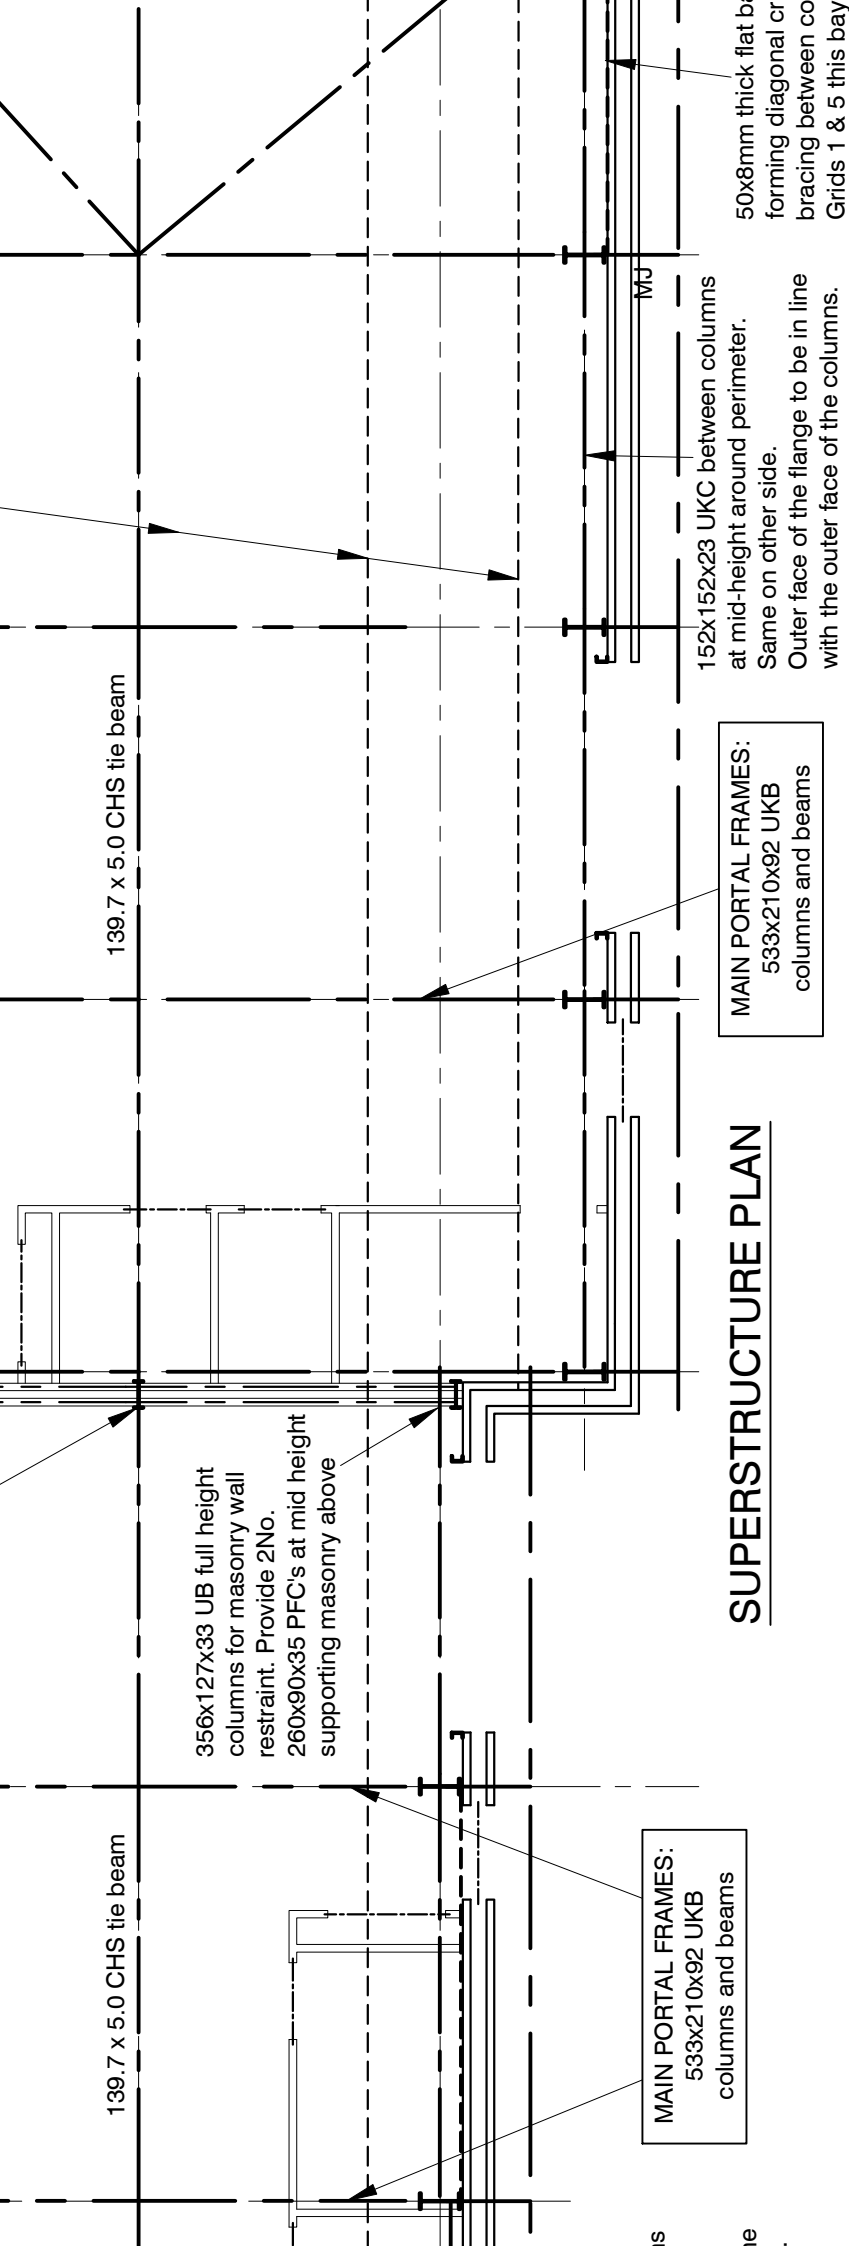 139.7 x 5.0 CHS tie beam
139.7 x 5.0 CHS tie beam
356x127x33 UB full height
columns for masonry wall
restraint. Provide 2No.
260x90x35 PFC's at mid height
supporting masonry above
MAIN PORTAL FRAMES:
533x210x92 UKB
columns and beams
SUPERSTRUCTURE PLAN
MAIN PORTAL FRAMES:
533x210x92 UKB
columns and beams
152x152x23 UKC between columns
at mid-height around perimeter.
Same on other side.
Outer face of the flange to be in line
with the outer face of the columns.
MJ
50x8mm thick flat
forming diagonal
bracing between
Grids 1 & 5 this bay